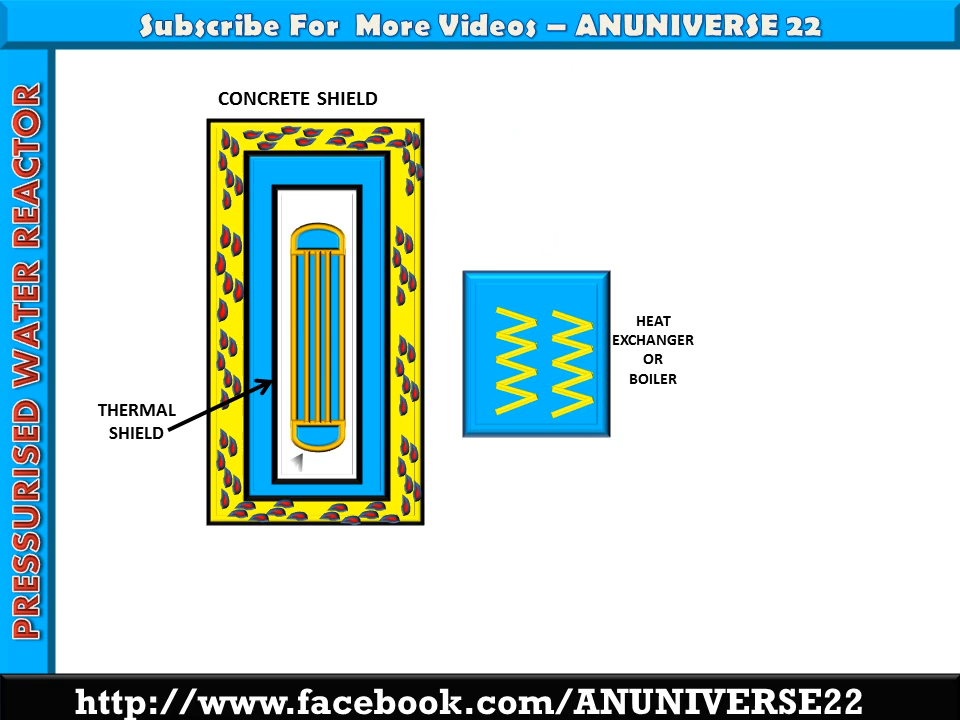 Subscribe For More Videos – ANUNIVERSE 22
PRESSURISED WATER REACTOR
CONCRETE SHIELD
THERMAL
SHIELD
HEAT
EXCHANGER
OR
BOILER
http://www.facebook.com/ANUNIVERSE22